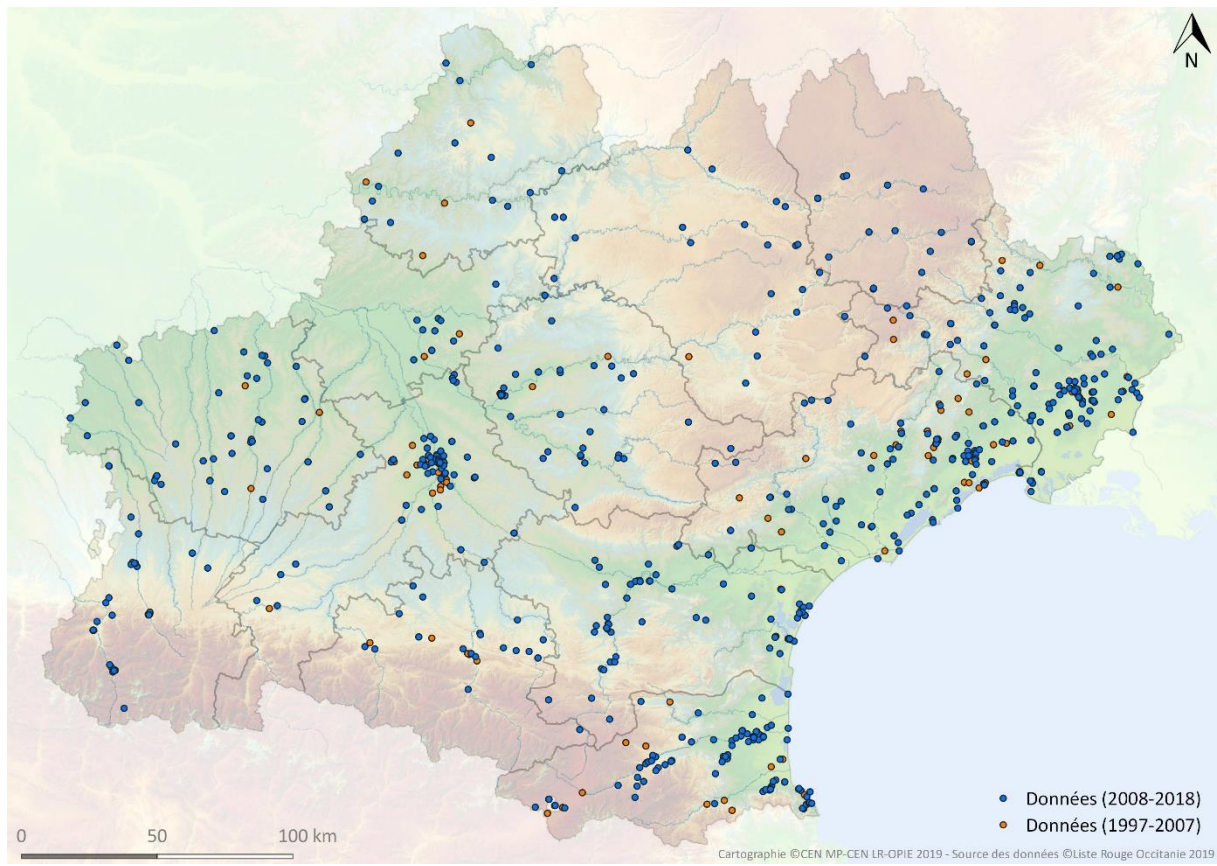 N
Données (2008-2018)
Données (1997-2007)
0 50 100 km
Cartographie ©CEN MP-CEN LR-OPIE 2019 - Source des données ©Liste Rouge Occitanie 2019